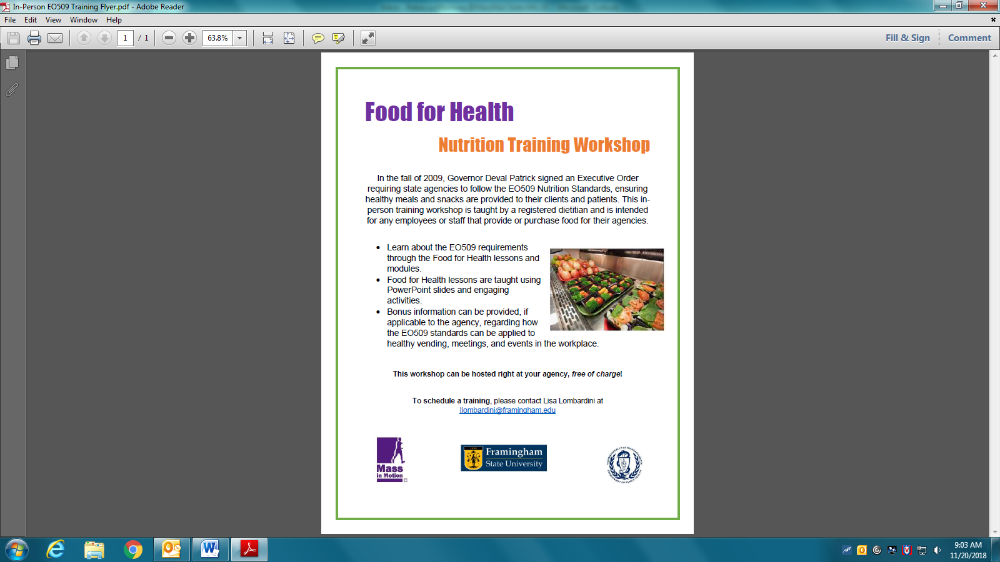 In-Person EO509 Training Flyer.pdf - Adobe Reader
File Edit View Window Help
1 / 1 63.8% Fill & Sign Comment
Food for Health
Nutrition Training Workshop
In the fall of 2009, Governor Deval Patrick signed an Executive Order
requiring state agencies to follow the EO509 Nutrition Standards, ensuring
healthy meals and snacks are provided to their clients and patients. This in-
person training workshop is taught by a registered dietitian and is intended
for any employees or staff that provide or purchase food for their agencies.
• Learn about the EO509 requirements
through the Food for Health lessons and
modules.
• Food for Health lessons are taught using
PowerPoint slides and engaging
activities.
• Bonus information can be provided, if
applicable to the agency, regarding how
the EO509 standards can be applied to
healthy vending, meetings, and events in the workplace.
This workshop can be hosted right at your agency, free of charge!
To schedule a training, please contact Lisa Lombardini at
llombardini@framingham.edu
Mass
in Motion
Framingham
State University
9:03 AM
11/20/2018